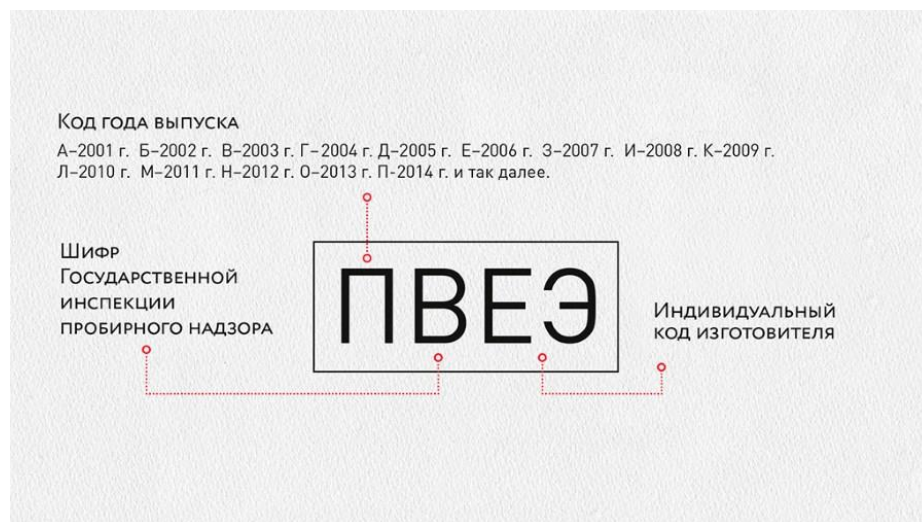 Код года выпуска
А–2001 г. Б–2002 г. В–2003 г. Г–2004 г. Д–2005 г. Е–2006 г. З–2007 г. И–2008 г. К–2009 г.
Л–2010 г. М–2011 г. Н–2012 г. О–2013 г. П-2014 г. и так далее.
Шифр
Государственной
инспекции
пробирного надзора
ПВЕЭ
Индивидуальный
код изготовителя